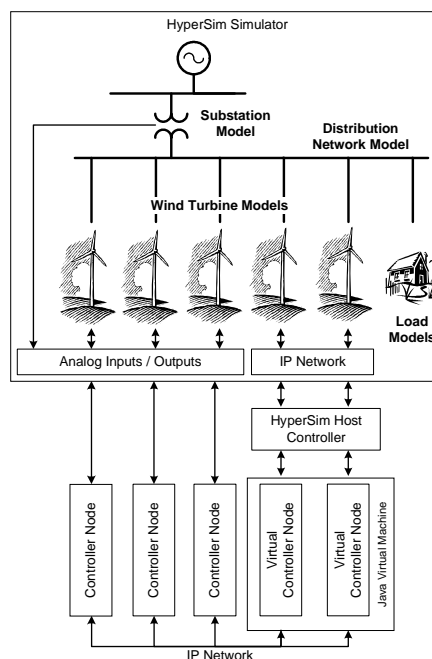 HyperSim Simulator
Substation
Model
Distribution
Network Model
Wind Turbine Models
Load
Models
Analog Inputs / Outputs
IP Network
HyperSim Host
Controller
Controller Node
Controller Node
Controller Node
Virtual
Controller Node
Virtual
Controller Node
Java Virtual Machine
IP Network